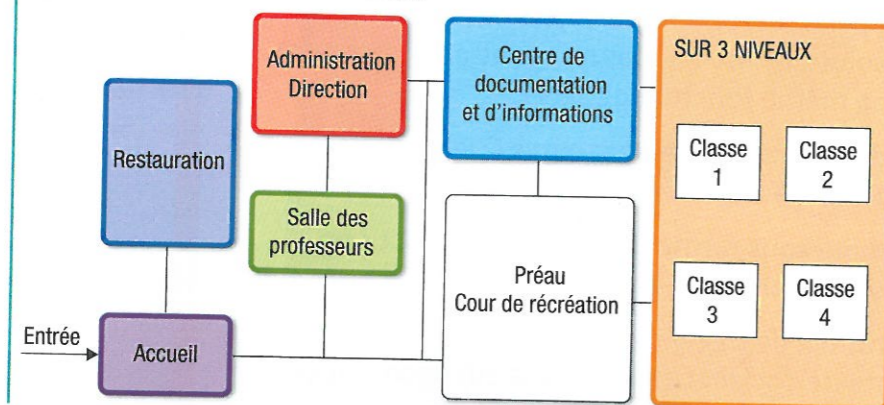 Administration
Direction
Centre de
documentation
et d'informations
SUR 3 NIVEAUX
Restauration
Classe
1
Classe
2
Salle des
professeurs
Préau
Cour de récréation
Classe
3
Classe
4
Entrée
Accueil